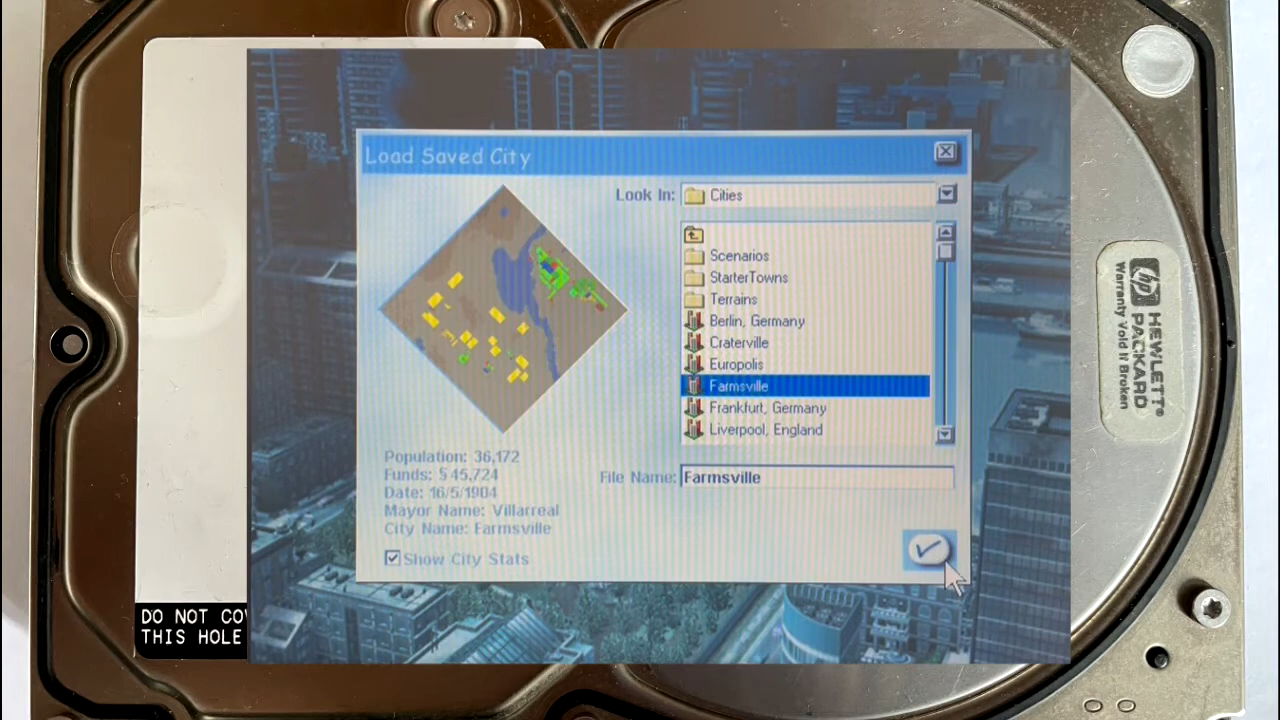 Load Saved City
Look In: Cities
Scenarios
StarterTowns
Terrains
Berlin, Germany
Craterville
Europolis
Farmsville
Frankfurt, Germany
Liverpool, England
Population: 36,172
Funds: §45,724
Date: 16/5/1904
Mayor Name: Villarreal
City Name: Farmsville
Show City Stats
File Name: Farmsville
DO NOT CO
THIS HOLE
hp
HEWLETT®
PACKARD
Warranty Void If Broken